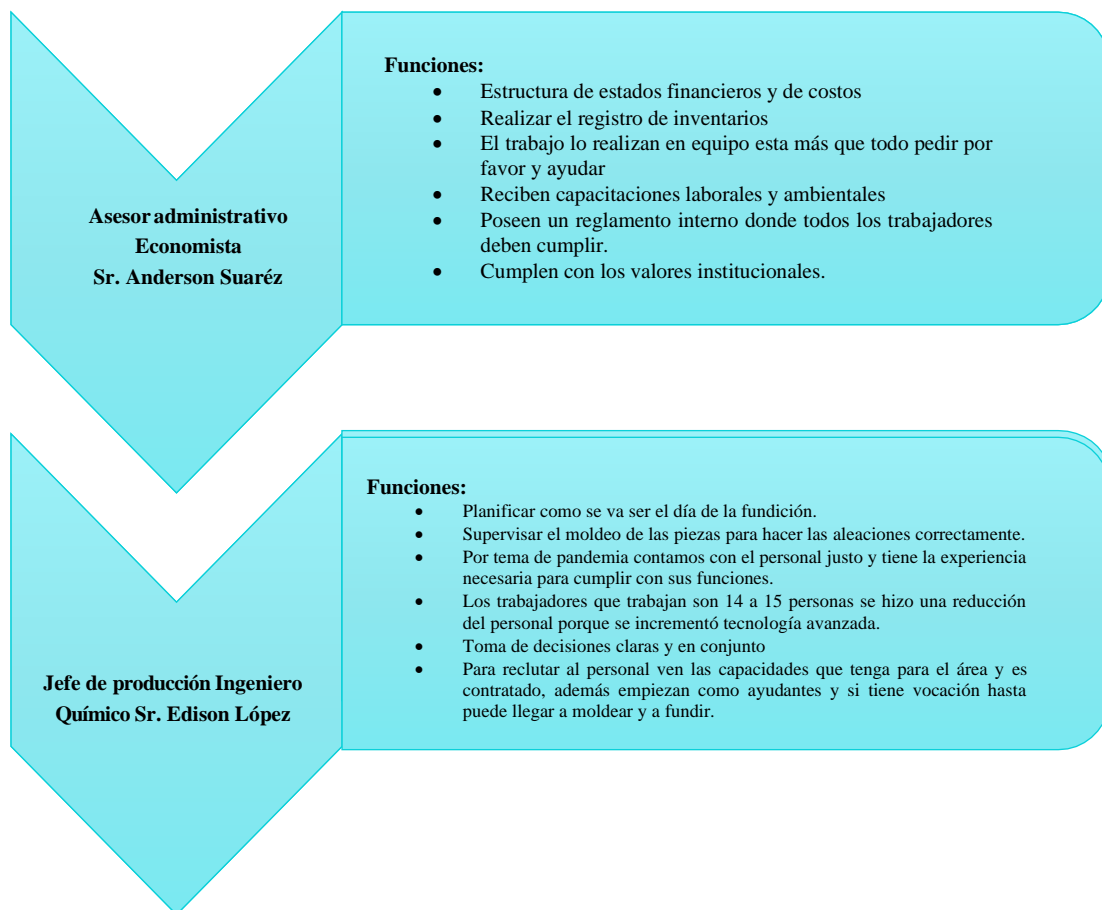 Asesor administrativo
Economista
Sr. Anderson Suaréz
Funciones:
• Estructura de estados financieros y de costos
• Realizar el registro de inventarios
• El trabajo lo realizan en equipo esta más que todo pedir por
favor y ayudar
• Reciben capacitaciones laborales y ambientales
• Poseen un reglamento interno donde todos los trabajadores
deben cumplir.
• Cumplen con los valores institucionales.
Jefe de producción Ingeniero
Químico Sr. Edison López
Funciones:
• Planificar como se va ser el día de la fundición.
• Supervisar el moldeo de las piezas para hacer las aleaciones correctamente.
• Por tema de pandemia contamos con el personal justo y tiene la experiencia
necesaria para cumplir con sus funciones.
• Los trabajadores que trabajan son 14 a 15 personas se hizo una reducción
del personal porque se incrementó tecnología avanzada.
• Toma de decisiones claras y en conjunto
• Para reclutar al personal ven las capacidades que tenga para el área y es
contratado, además empiezan como ayudantes y si tiene vocación hasta
puede llegar a moldear y a fundir.